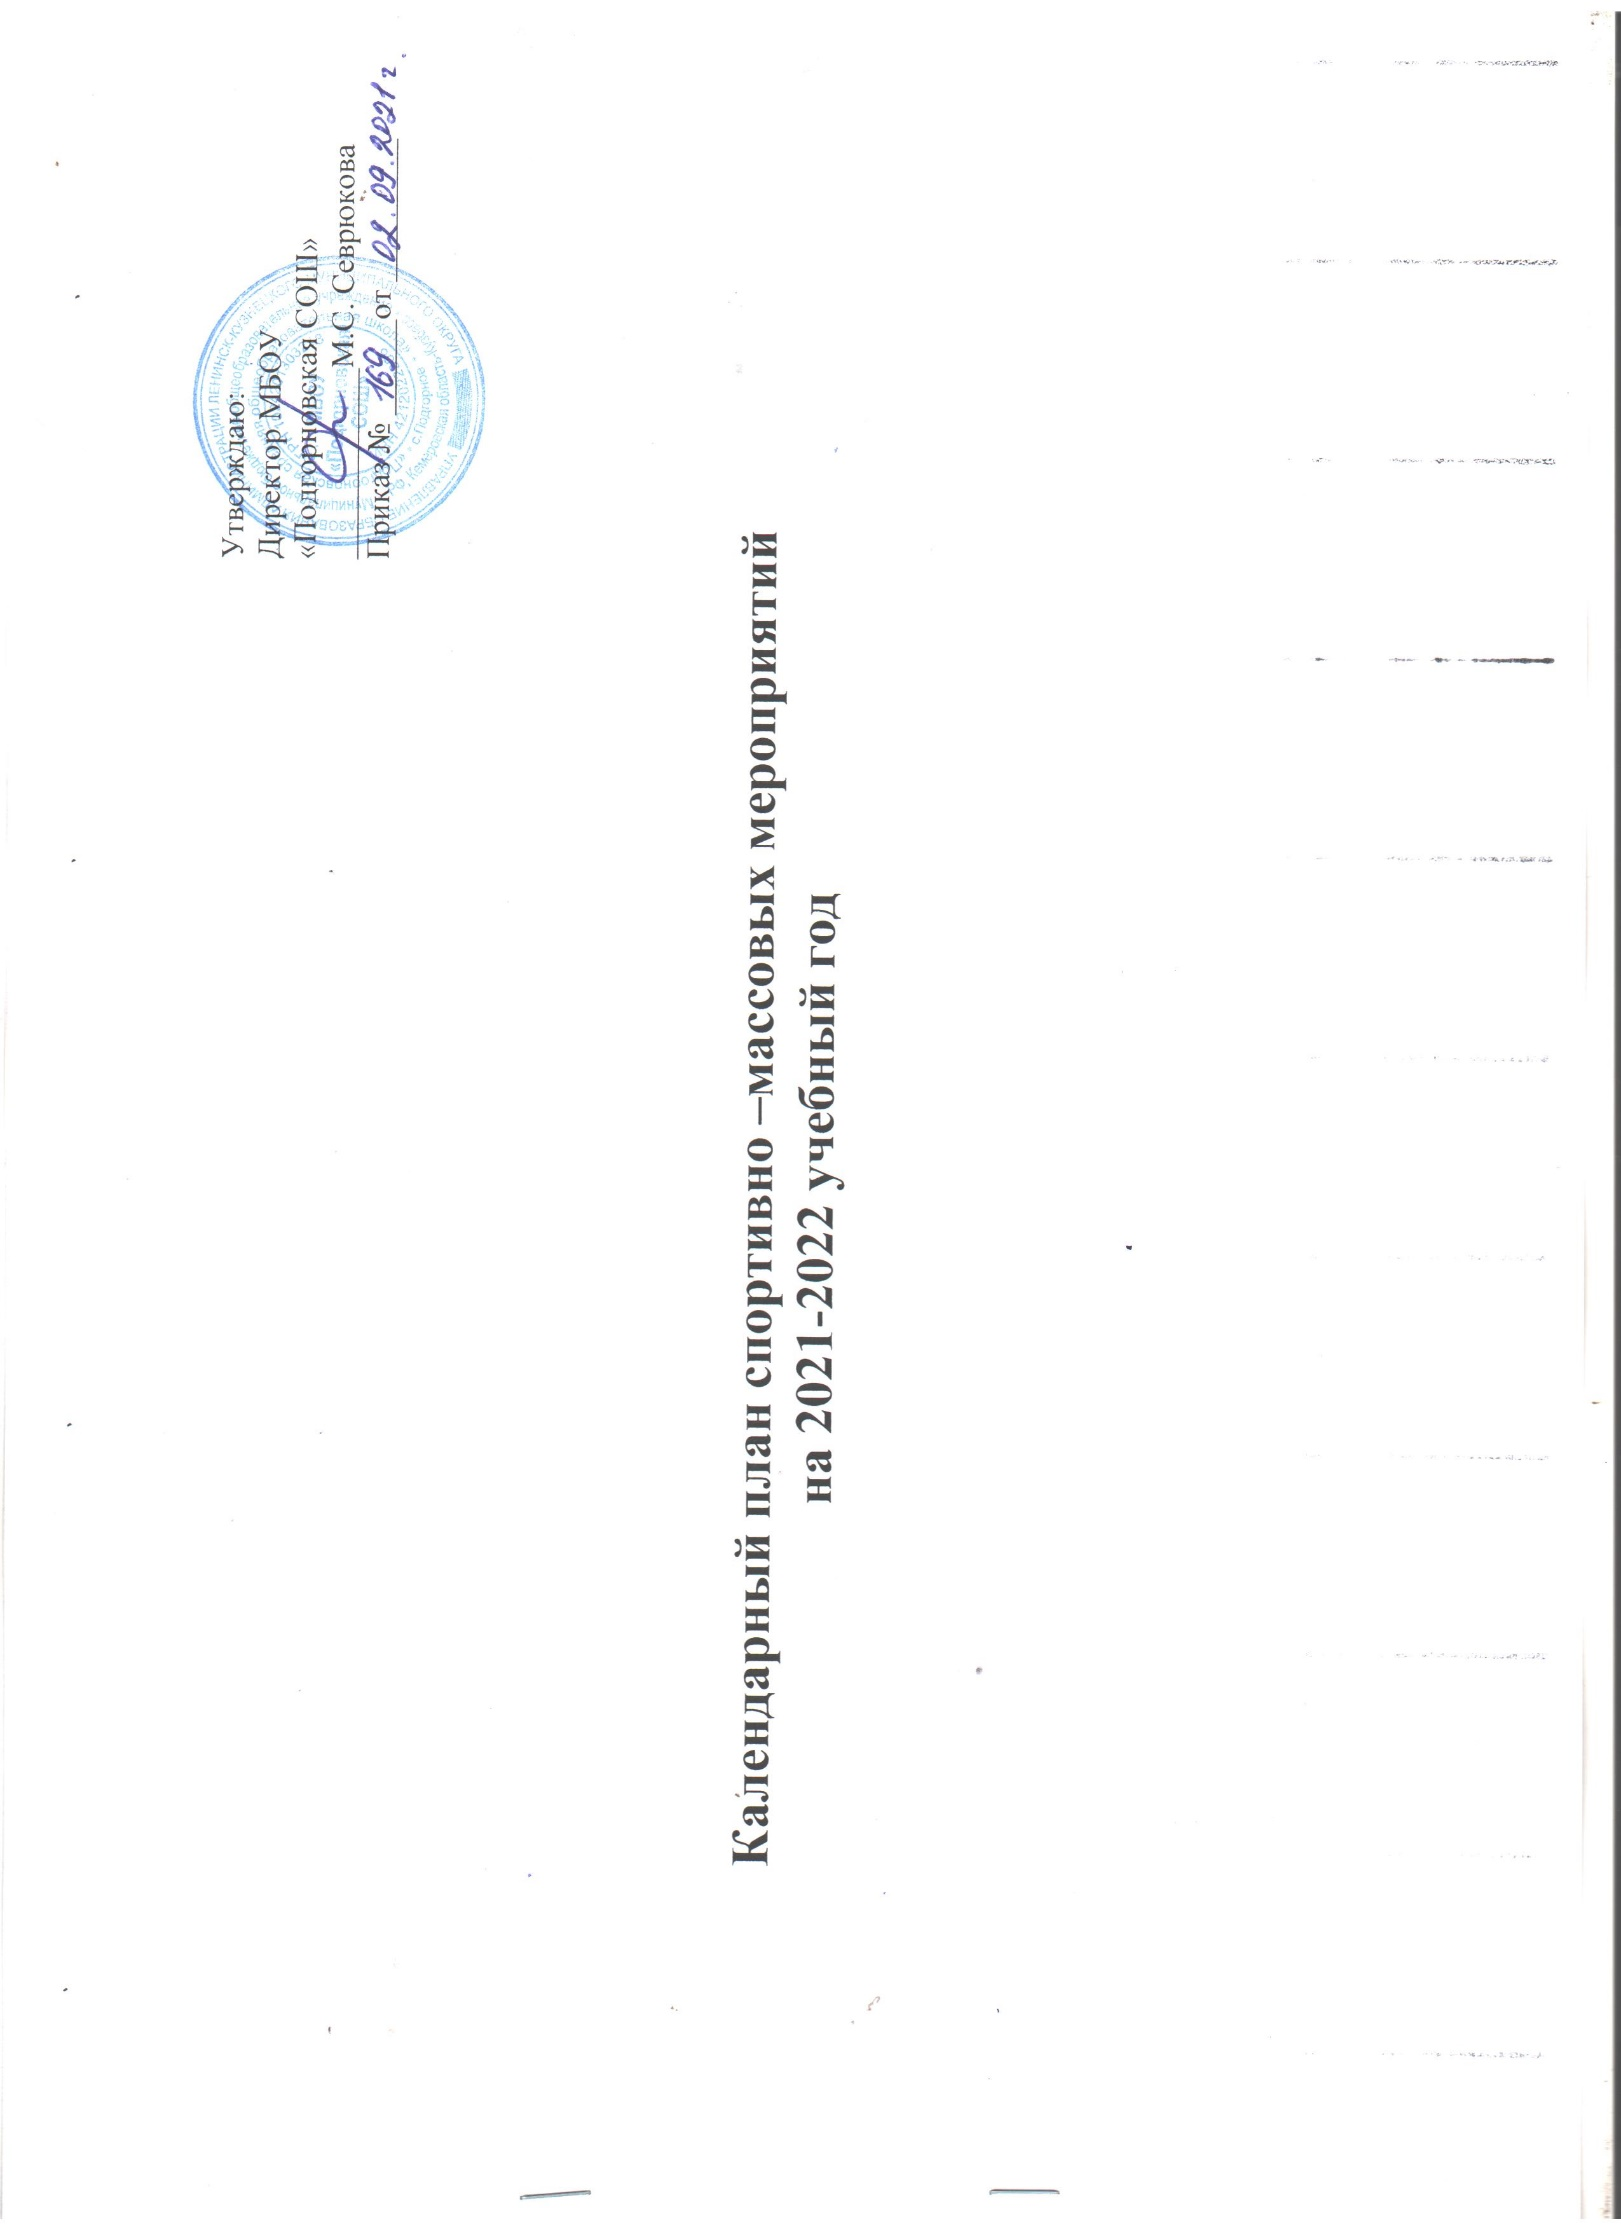 Утверждаю:
Директор МБОУ
«Подгорновская СОШ»
М.С. Севрюкова
Приказ № 169 от 02.09.2021 г.
Календарный план спортивно –массовых мероприятий
на 2021-2022 учебный год